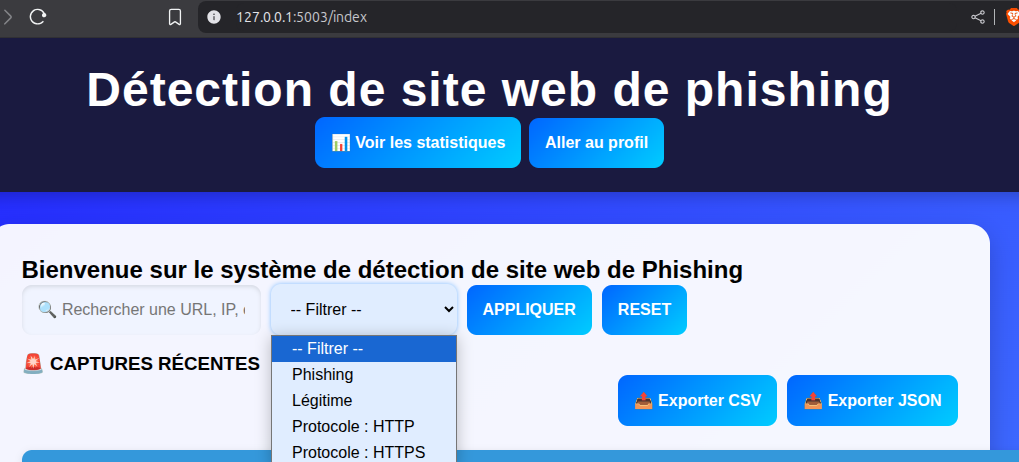 127.0.0.1:5003/index
Détection de site web de phishing
📊 Voir les statistiques
Aller au profil
Bienvenue sur le système de détection de site web de Phishing
🔍 Rechercher une URL, IP,
-- Filtrer --
APPLIQUER
RESET
-- Filtrer --
Phishing
Légitime
Protocole : HTTP
Protocole : HTTPS
🚨 CAPTURES RÉCENTES
📤 Exporter CSV
📤 Exporter JSON